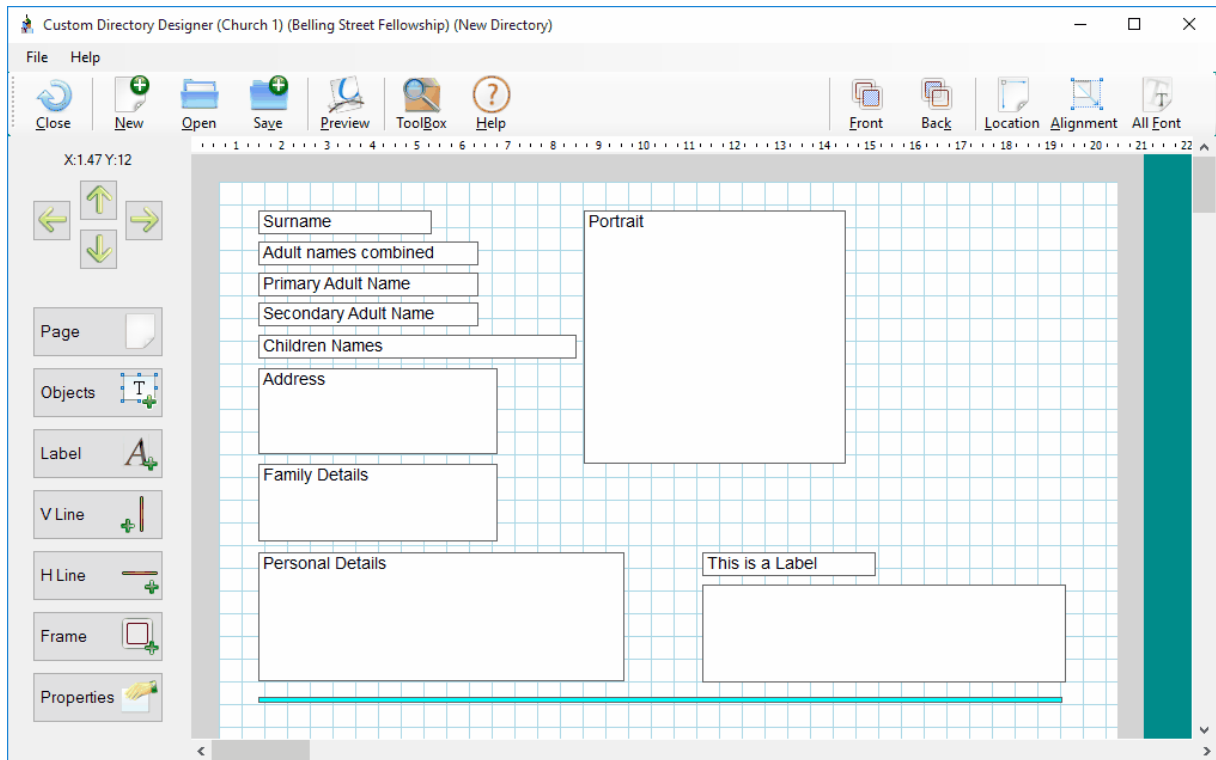 Custom Directory Designer (Church 1) (Belling Street Fellowship) (New Directory)
File Help
Close New Open Save Preview ToolBox Help Front Back Location Alignment All Font
X:1.47 Y:12
1 2 3 4 5 6 7 8 9 10 11 12 13 14 15 16 17 18 19 20 21 22
Surname
Portrait
Adult names combined
Primary Adult Name
Secondary Adult Name
Children Names
Address
Family Details
Personal Details
This is a Label
Page
Objects T
Label A
V Line
H Line
Frame
Properties